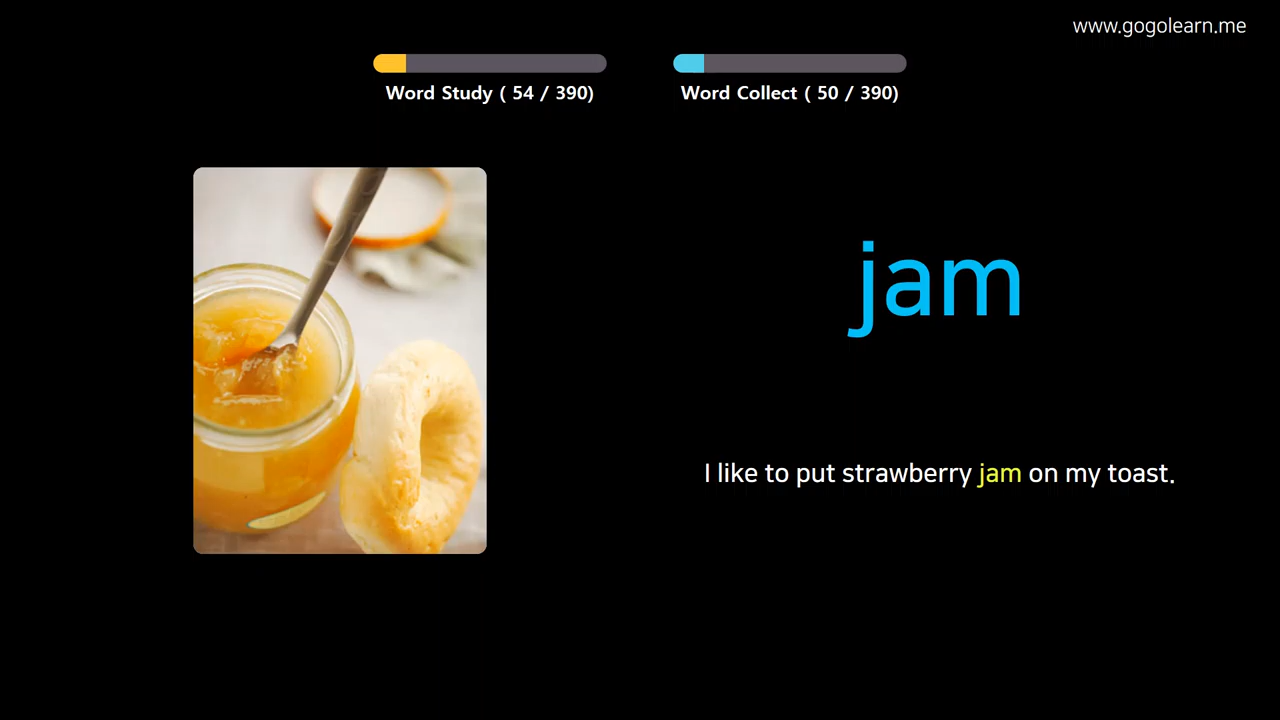 www.gogolearn.me
Word Study ( 54 / 390)
Word Collect ( 50 / 390)
jam
I like to put strawberry jam on my toast.